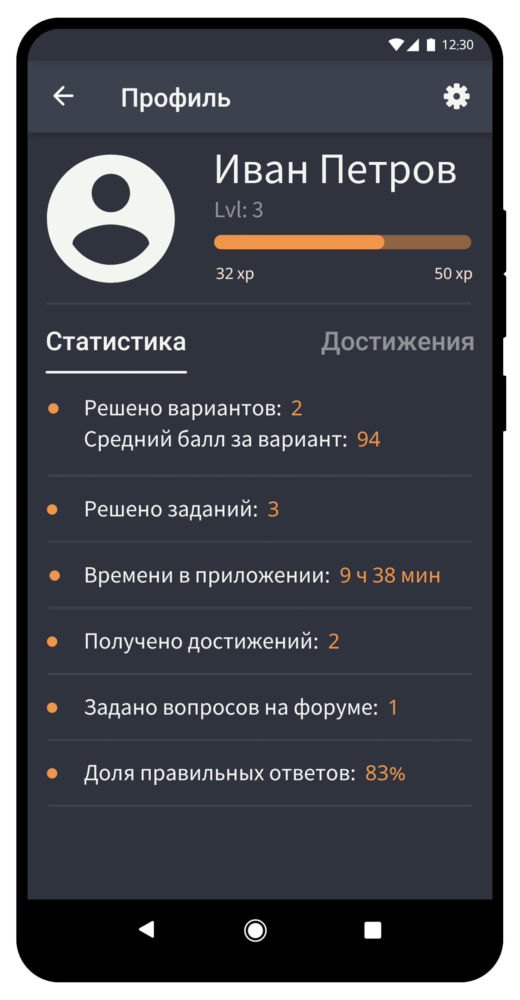 12:30
Профиль
Иван Петров
Lvl: 3
32 xp 50 xp
Статистика Достижения
Решено вариантов: 2
Средний балл за вариант: 94
Решено заданий: 3
Времени в приложении: 9 ч 38 мин
Получено достижений: 2
Задано вопросов на форуме: 1
Доля правильных ответов: 83%